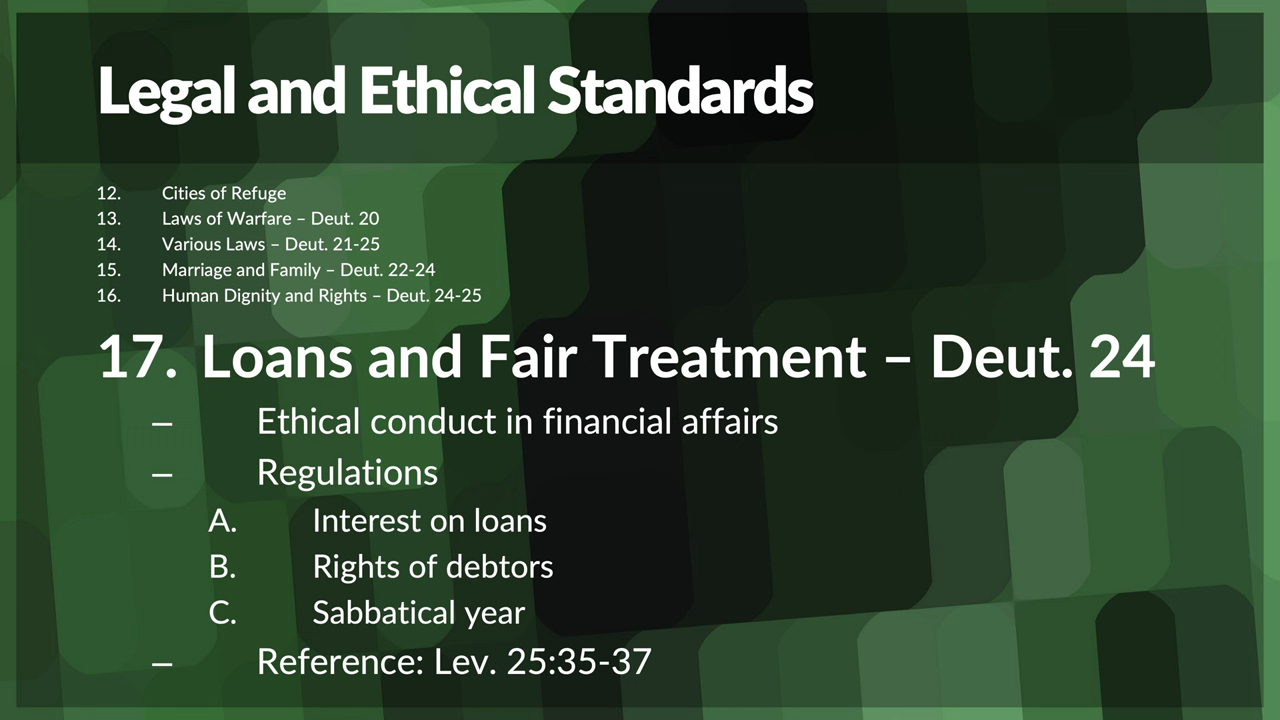 Legal and Ethical Standards
12. Cities of Refuge
13. Laws of Warfare – Deut. 20
14. Various Laws – Deut. 21-25
15. Marriage and Family – Deut. 22-24
16. Human Dignity and Rights – Deut. 24-25
17. Loans and Fair Treatment – Deut. 24
– Ethical conduct in financial affairs
– Regulations
A. Interest on loans
B. Rights of debtors
C. Sabbatical year
– Reference: Lev. 25:35-37